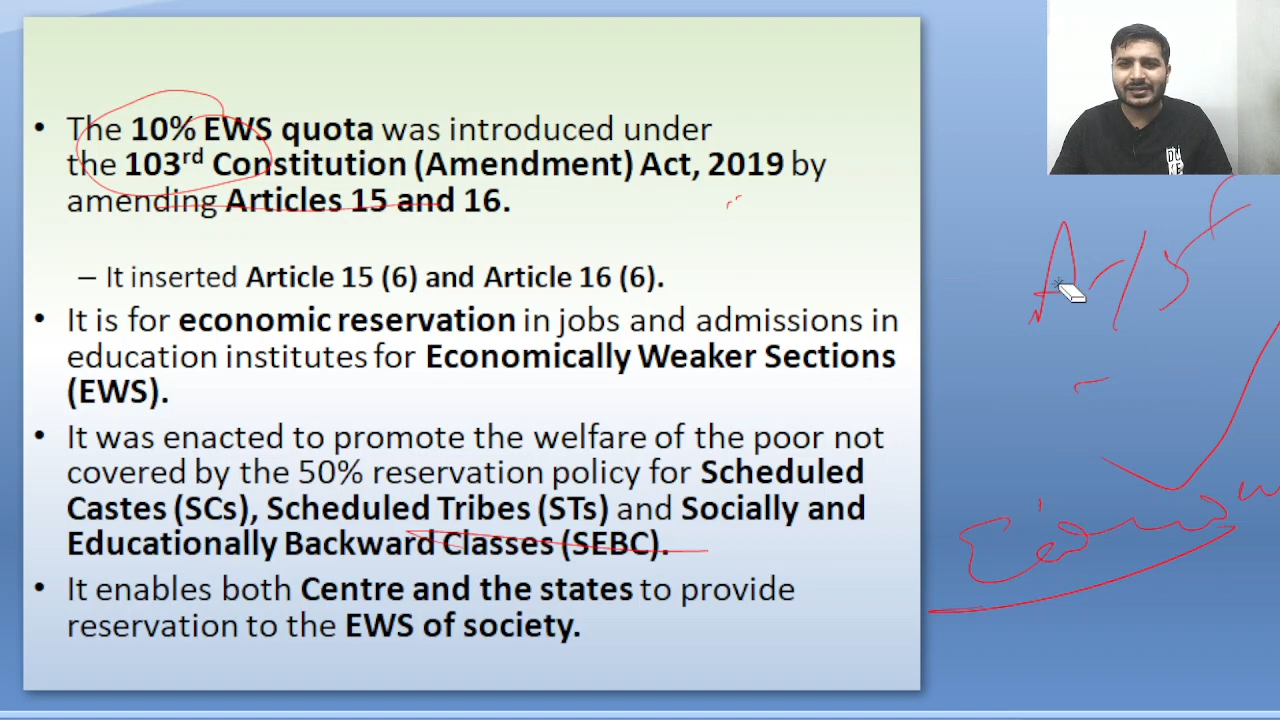 • The 10% EWS quota was introduced under
the 103rd Constitution (Amendment) Act, 2019 by
amending Articles 15 and 16.
– It inserted Article 15 (6) and Article 16 (6).
• It is for economic reservation in jobs and admissions in
education institutes for Economically Weaker Sections
(EWS).
• It was enacted to promote the welfare of the poor not
covered by the 50% reservation policy for Scheduled
Castes (SCs), Scheduled Tribes (STs) and Socially and
Educationally Backward Classes (SEBC).
• It enables both Centre and the states to provide
reservation to the EWS of society.